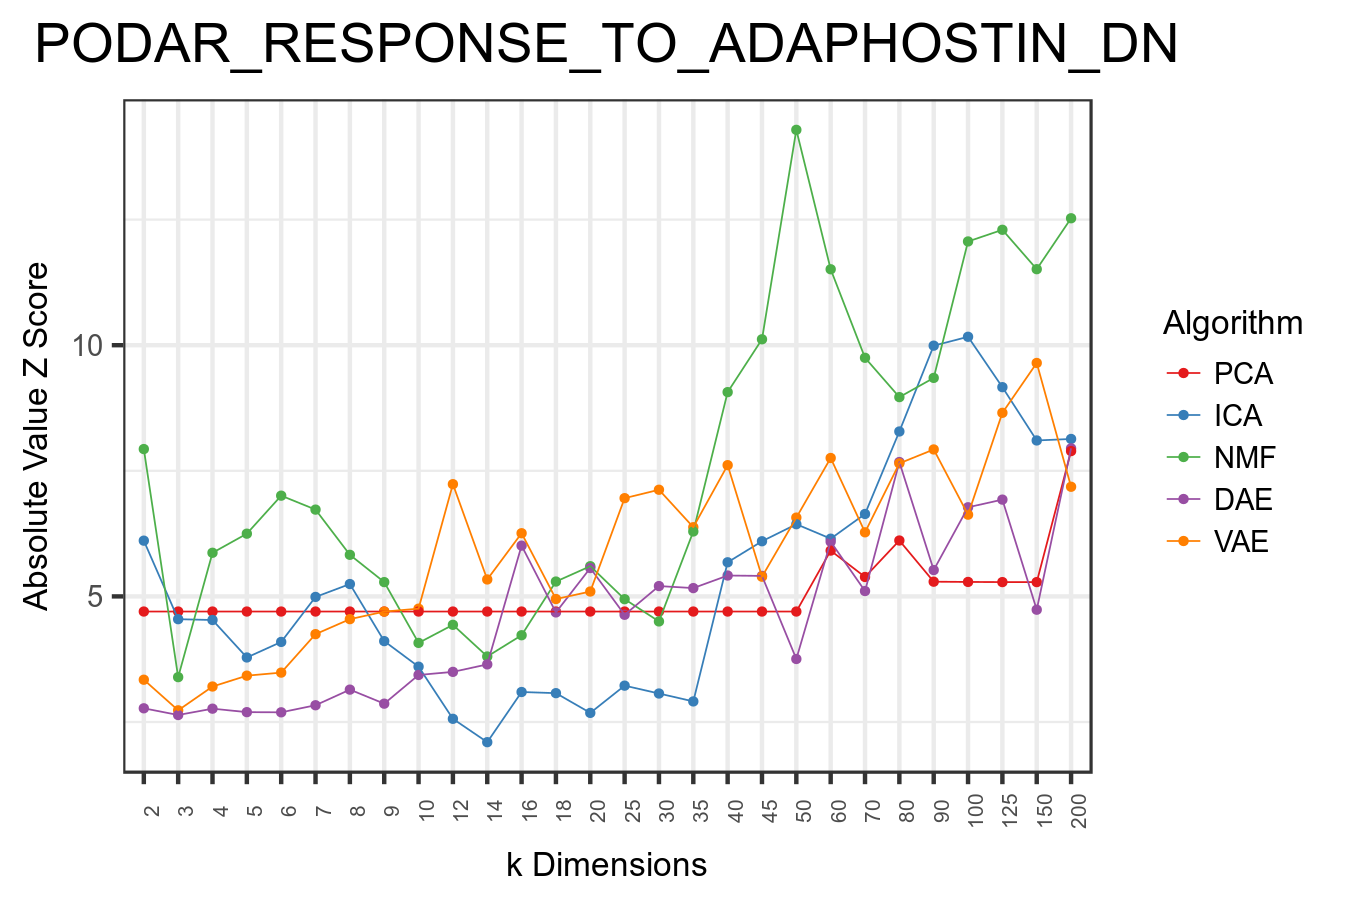 PODAR_RESPONSE_TO_ADAPHOSTIN_DN
Absolute Value Z Score
10
5
2 3 4 5 6 7 8 9 10 12 14 16 18 20 25 30 35 40 45 50 60 70 80 90 100 125 150 200
k Dimensions
Algorithm
PCA
ICA
NMF
DAE
VAE